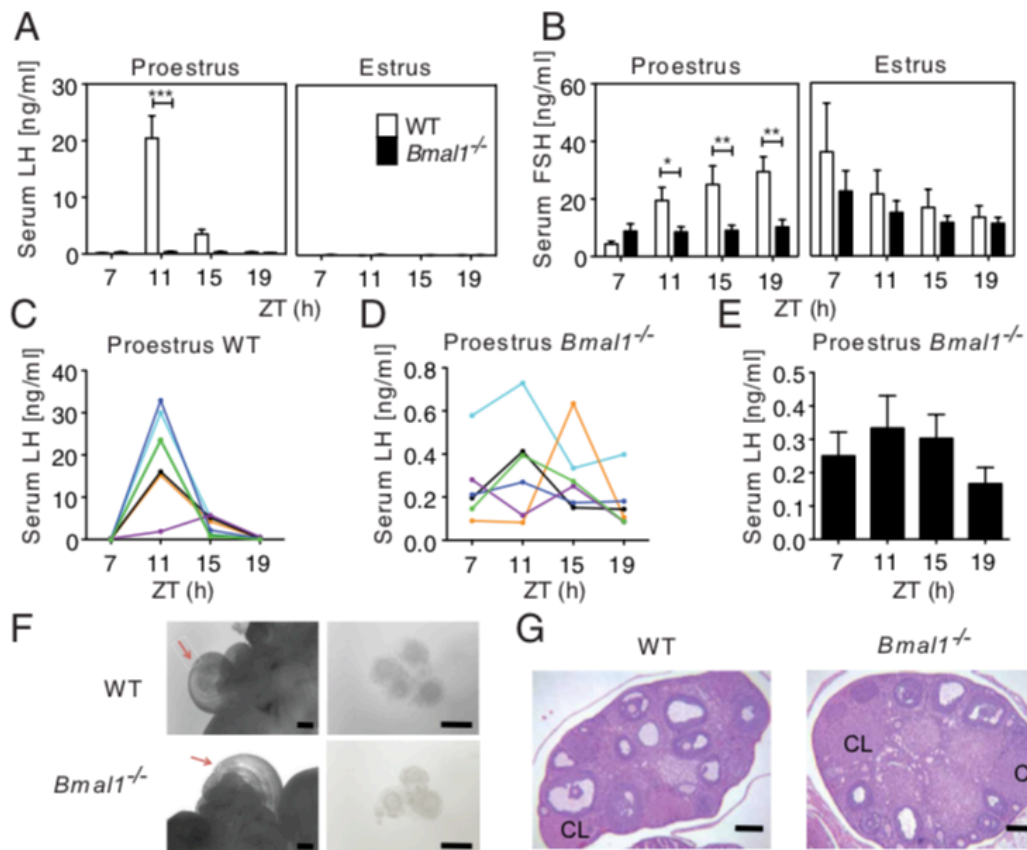 A
Proestrus
Estrus
Serum LH [ng/ml]
30
20
10
0
***
WT
Bmal1-/-
7 11 15 19
7 11 15 19
ZT (h)
B
Proestrus
Estrus
Serum FSH [ng/ml]
60
40
20
0
*
**
**
7 11 15 19
7 11 15 19
ZT (h)
C
Proestrus WT
Serum LH [ng/ml]
40
30
20
10
0
7 11 15 19
ZT (h)
D
Proestrus Bmal1-/-
Serum LH [ng/ml]
0.8
0.6
0.4
0.2
0.0
7 11 15 19
ZT (h)
E
Proestrus Bmal1-/-
Serum LH [ng/ml]
0.5
0.4
0.3
0.2
0.1
0.0
7 11 15 19
ZT (h)
F
WT
Bmal1-/-
G
WT
Bmal1-/-
CL
CL
C